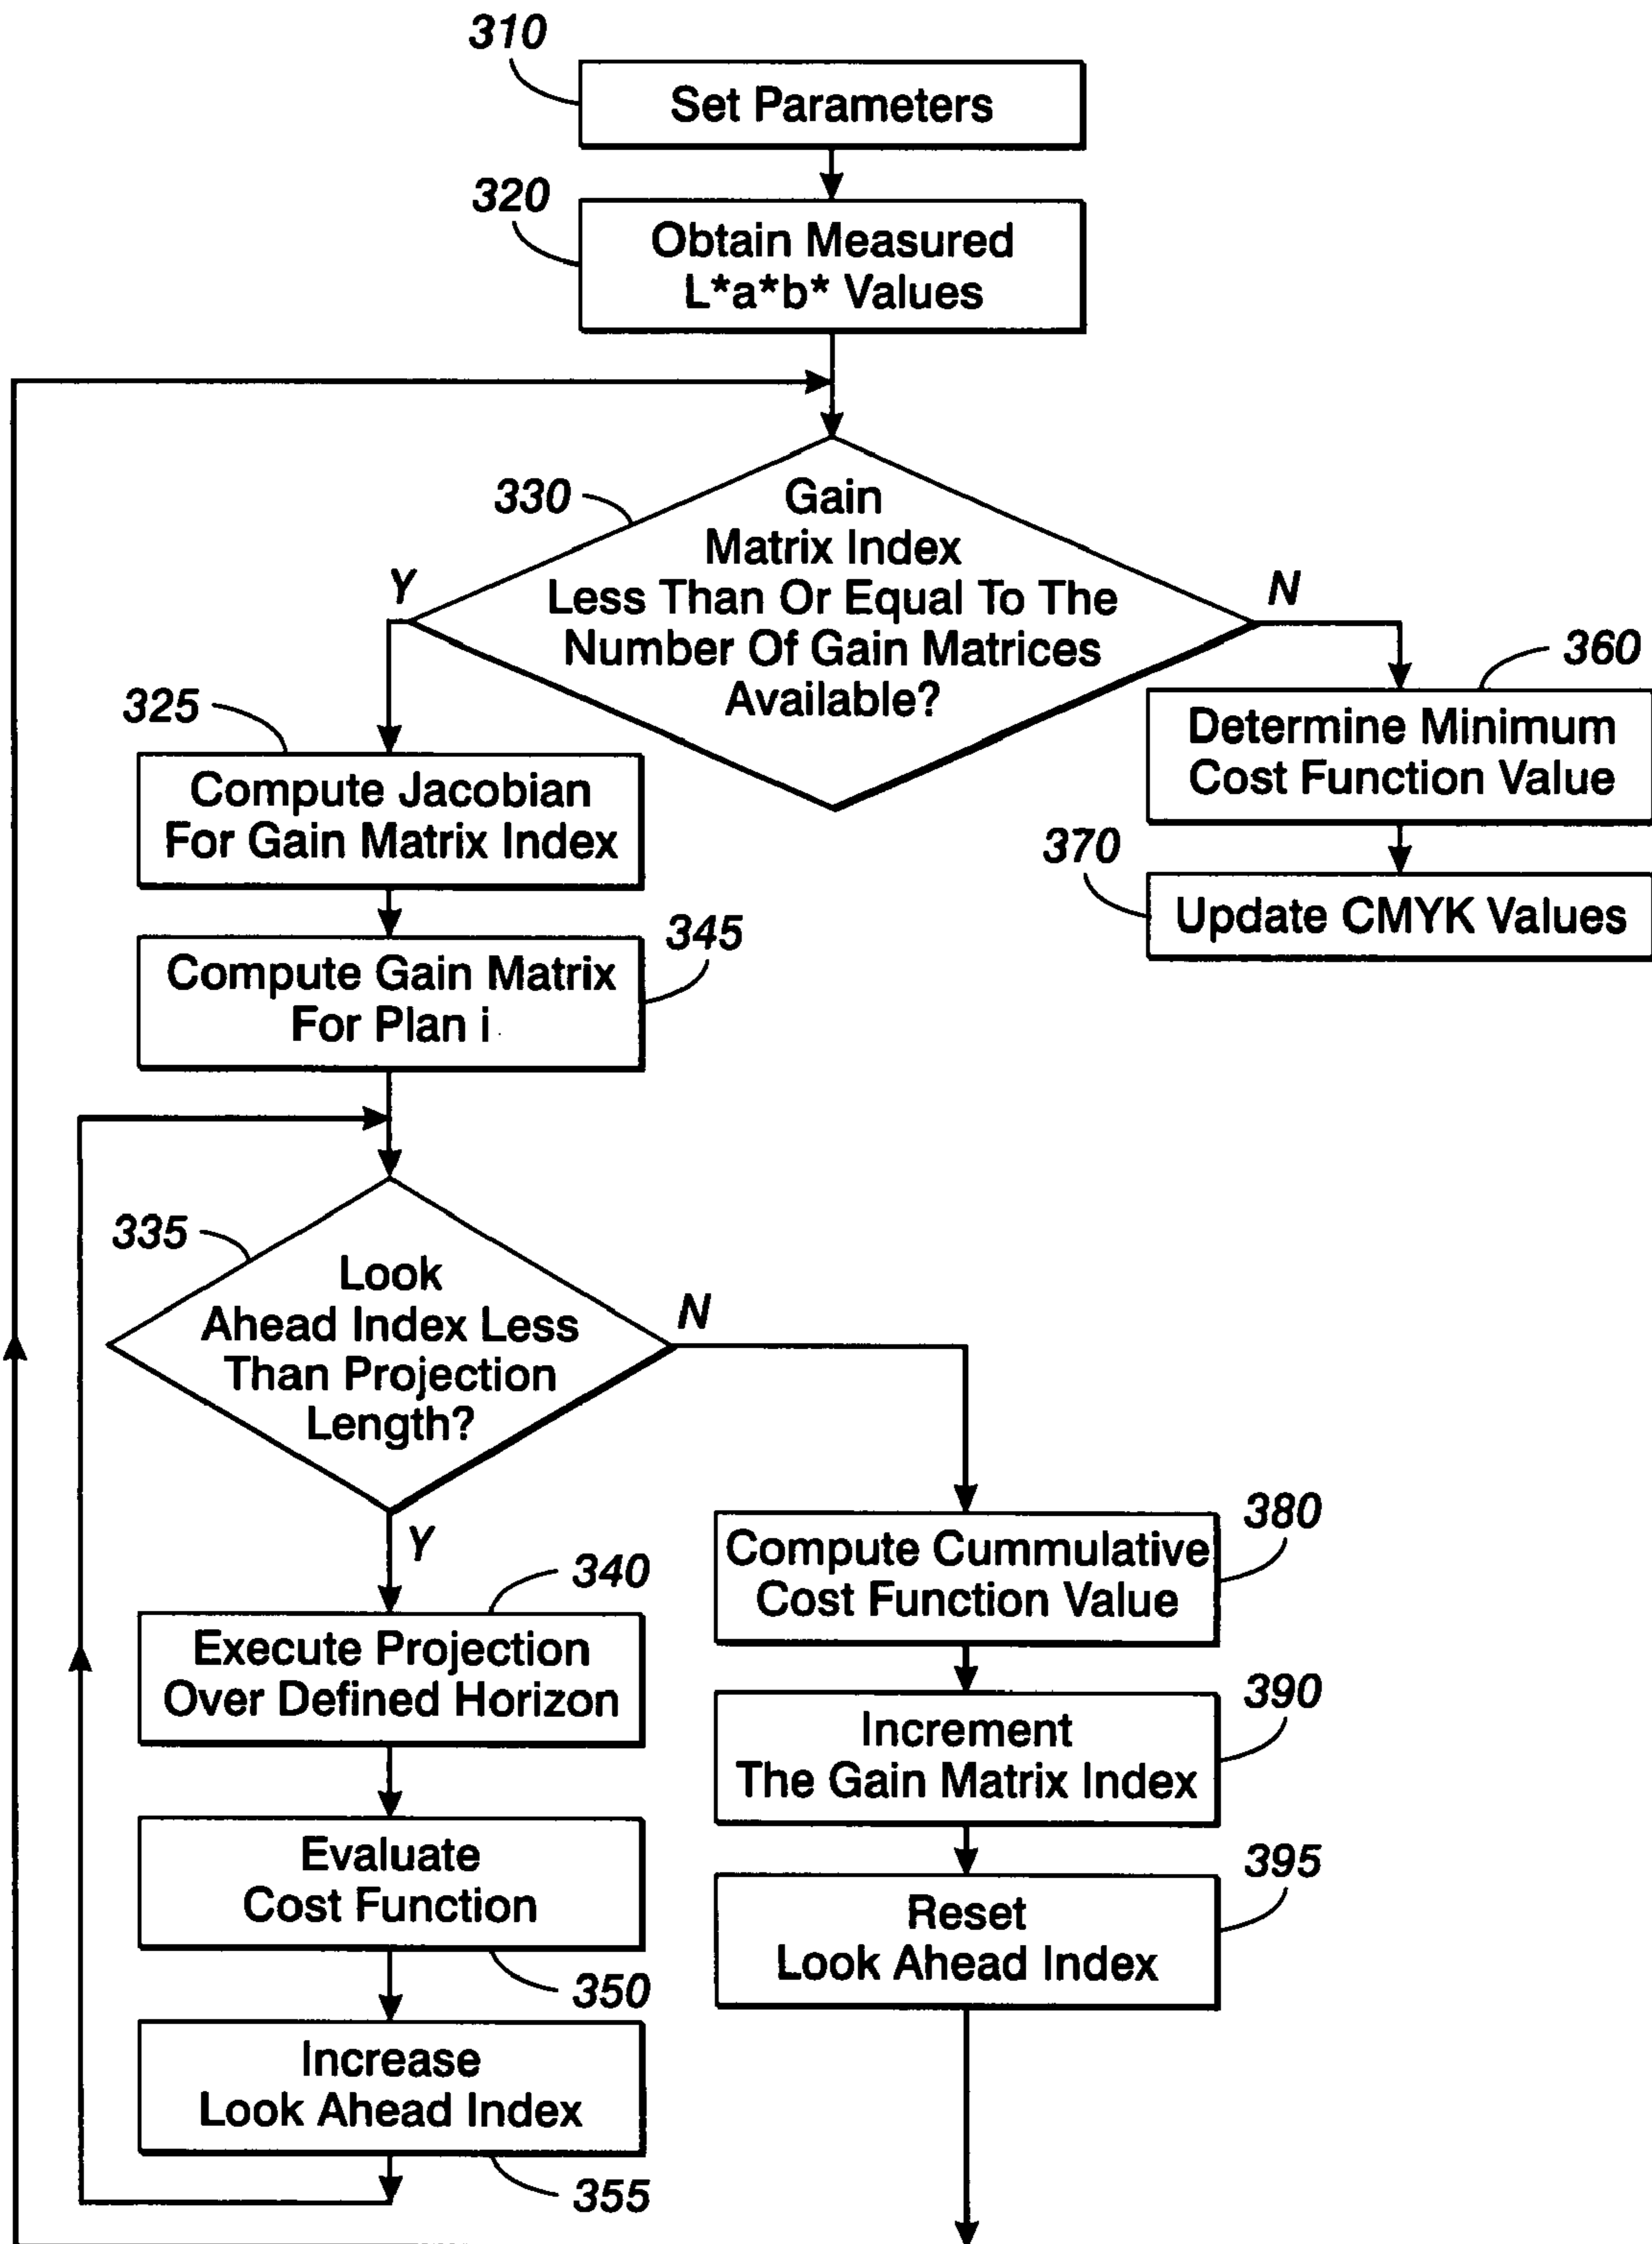 310
Set Parameters
320
Obtain Measured
L*a*b* Values
330
Gain
Matrix Index
Less Than Or Equal To The
Number Of Gain Matrices
Available?
Y
N
360
Determine Minimum
Cost Function Value
370
Update CMYK Values
325
Compute Jacobian
For Gain Matrix Index
345
Compute Gain Matrix
For Plan i
335
Look
Ahead Index Less
Than Projection
Length?
N
Y
340
Execute Projection
Over Defined Horizon
Evaluate
Cost Function
350
Increase
Look Ahead Index
355
380
Compute Cummulative
Cost Function Value
390
Increment
The Gain Matrix Index
395
Reset
Look Ahead Index